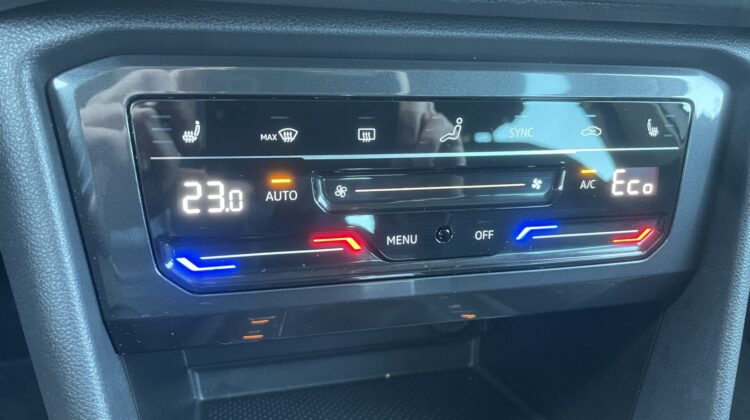 MAX SYNC
23.0 AUTO A/C Eco
MENU OFF